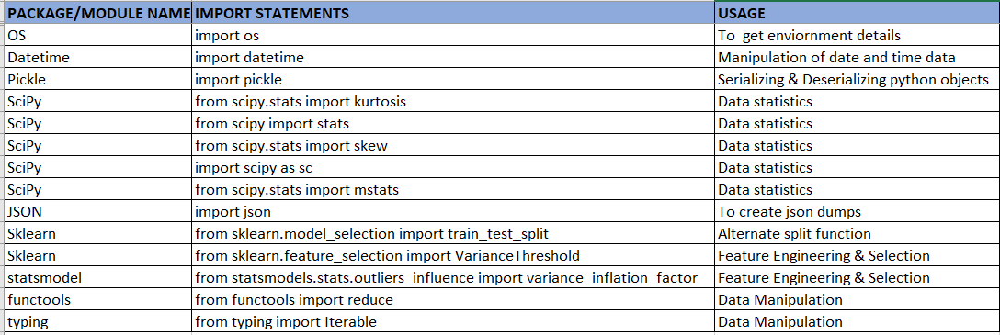 PACKAGE/MODULE NAME IMPORT STATEMENTS USAGE
OS import os To get enviornment details
Datetime import datetime Manipulation of date and time data
Pickle import pickle Serializing & Deserializing python objects
SciPy from scipy.stats import kurtosis Data statistics
SciPy from scipy import stats Data statistics
SciPy from scipy.stats import skew Data statistics
SciPy import scipy as sc Data statistics
SciPy from scipy.stats import mstats Data statistics
JSON import json To create json dumps
Sklearn from sklearn.model_selection import train_test_split Alternate split function
Sklearn from sklearn.feature_selection import VarianceThreshold Feature Engineering & Selection
statsmodel from statsmodels.stats.outliers_influence import variance_inflation_factor Feature Engineering & Selection
functools from functools import reduce Data Manipulation
typing from typing import Iterable Data Manipulation